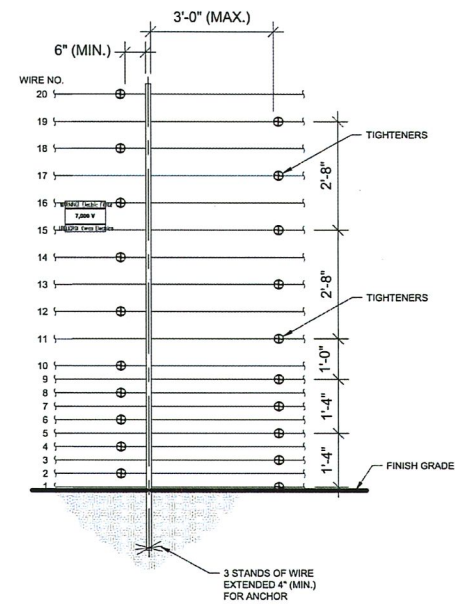 3'-0" (MAX.)
6" (MIN.)
WIRE NO.
20
19
TIGHTENERS
18
17
2'-8"
16
7,000 V
15
14
13
2'-8"
12
TIGHTENERS
11
10
1'-0"
9
8
7
1'-4"
6
5
4
3
1'-4"
2
FINISH GRADE
1
3 STANDS OF WIRE
EXTENDED 4" (MIN.)
FOR ANCHOR